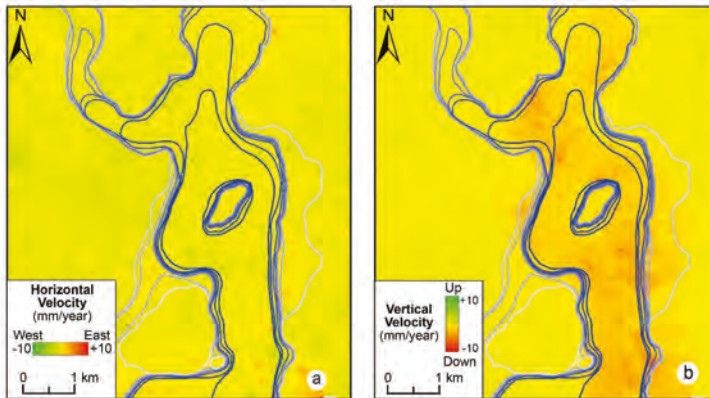 N
Horizontal
Velocity
(mm/year)
West East
-10 +10
0 1 km
a
N
Up
+10
Vertical
Velocity
(mm/year)
-10
Down
0 1 km
b